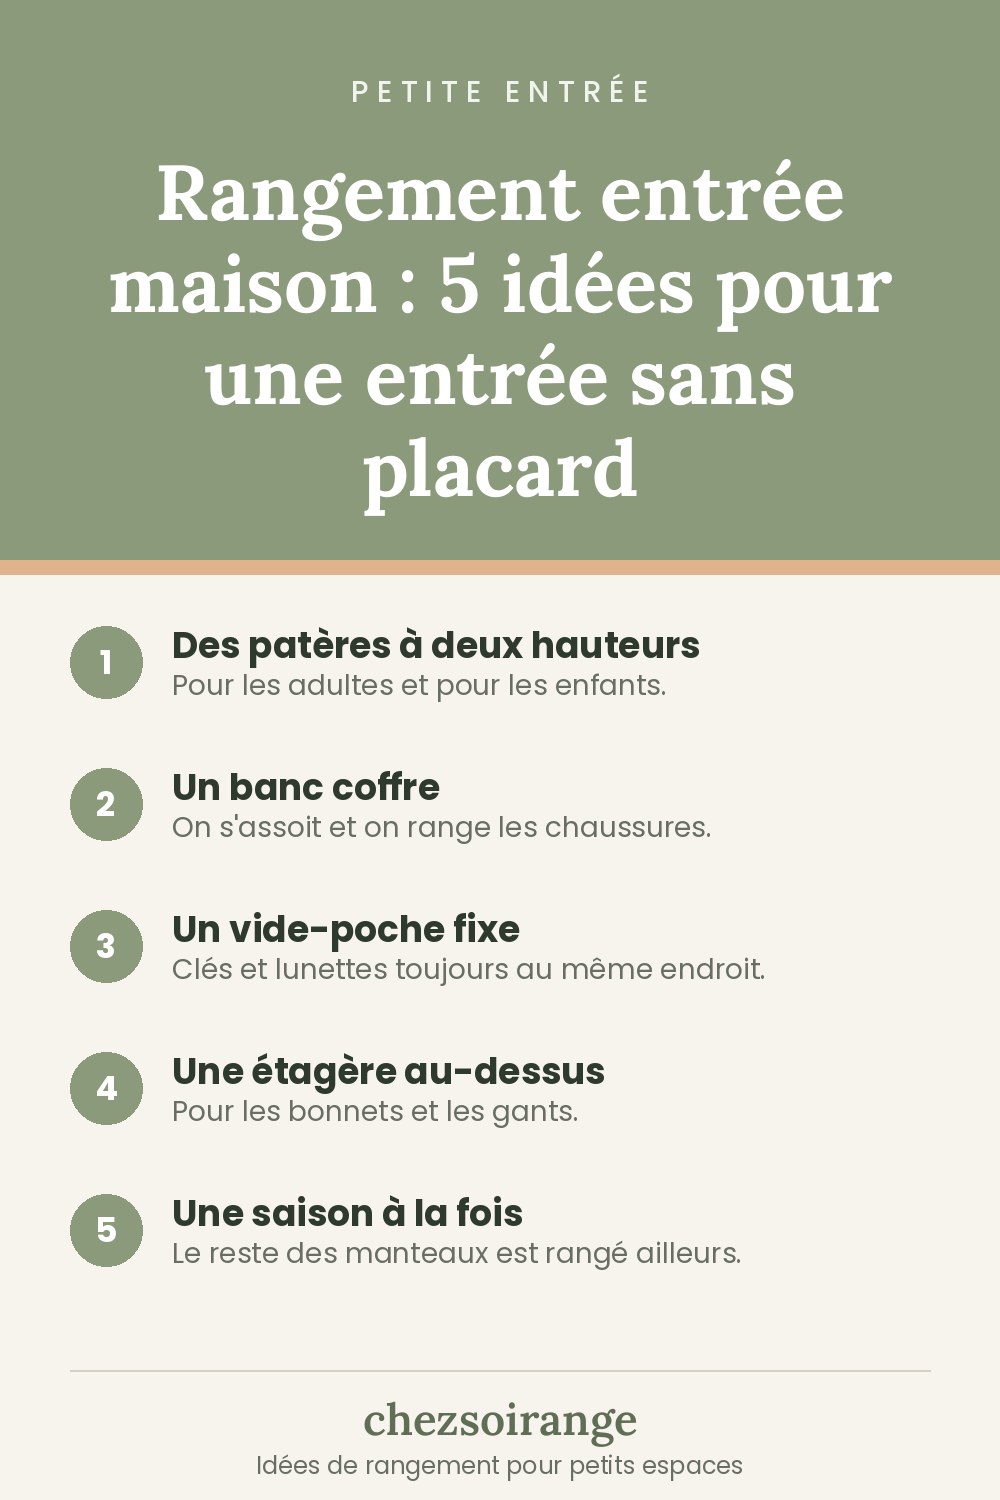 PETITE ENTRÉE
Rangement entrée
maison : 5 idées pour
une entrée sans
placard
1
Des patères à deux hauteurs
Pour les adultes et pour les enfants.
2
Un banc coffre
On s'assoit et on range les chaussures.
3
Un vide-poche fixe
Clés et lunettes toujours au même endroit.
4
Une étagère au-dessus
Pour les bonnets et les gants.
5
Une saison à la fois
Le reste des manteaux est rangé ailleurs.
chezsoirange
Idées de rangement pour petits espaces